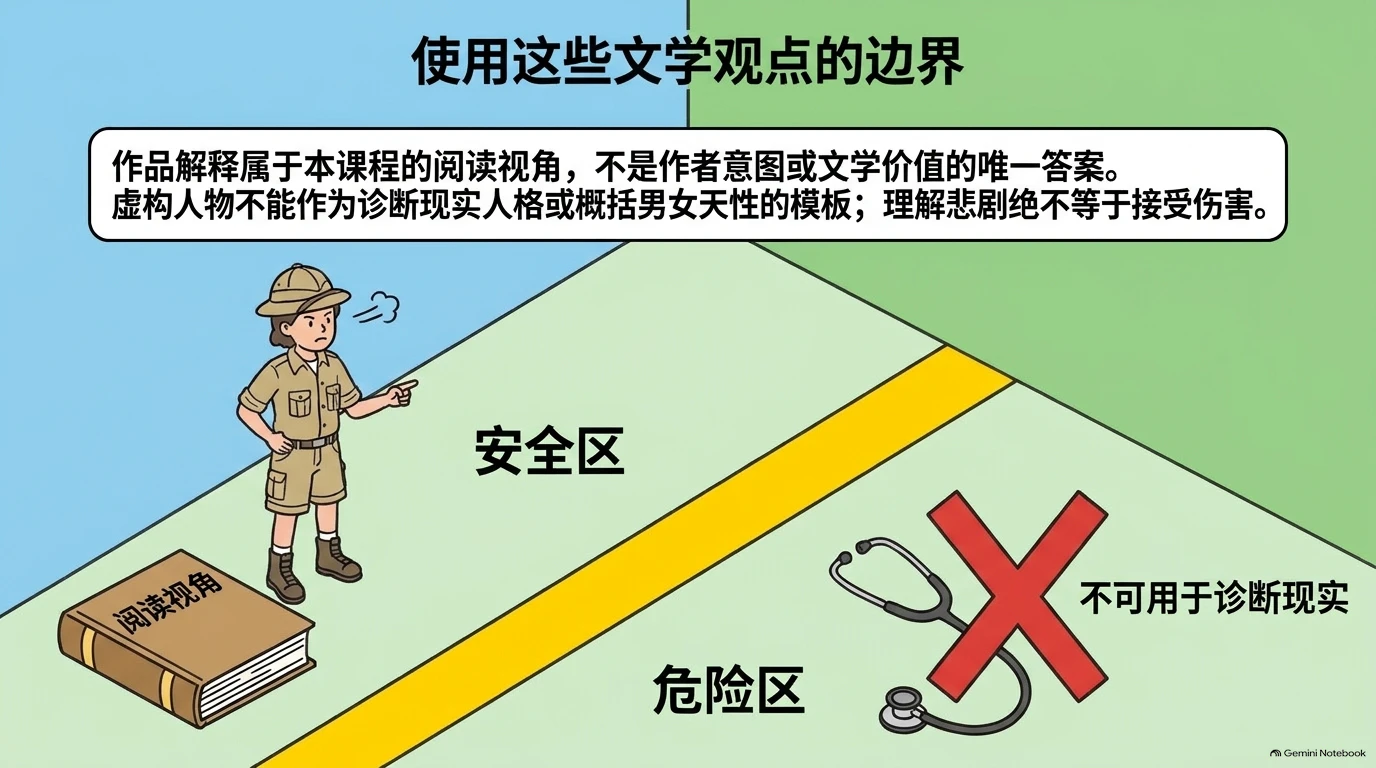 使用这些文学观点的边界
作品解释属于本课程的阅读视角，不是作者意图或文学价值的唯一答案。
虚构人物不能作为诊断现实人格或概括男女天性的模板；理解悲剧绝不等于接受伤害。
安全区
阅读视角
不可用于诊断现实
危险区
Gemini Notebook